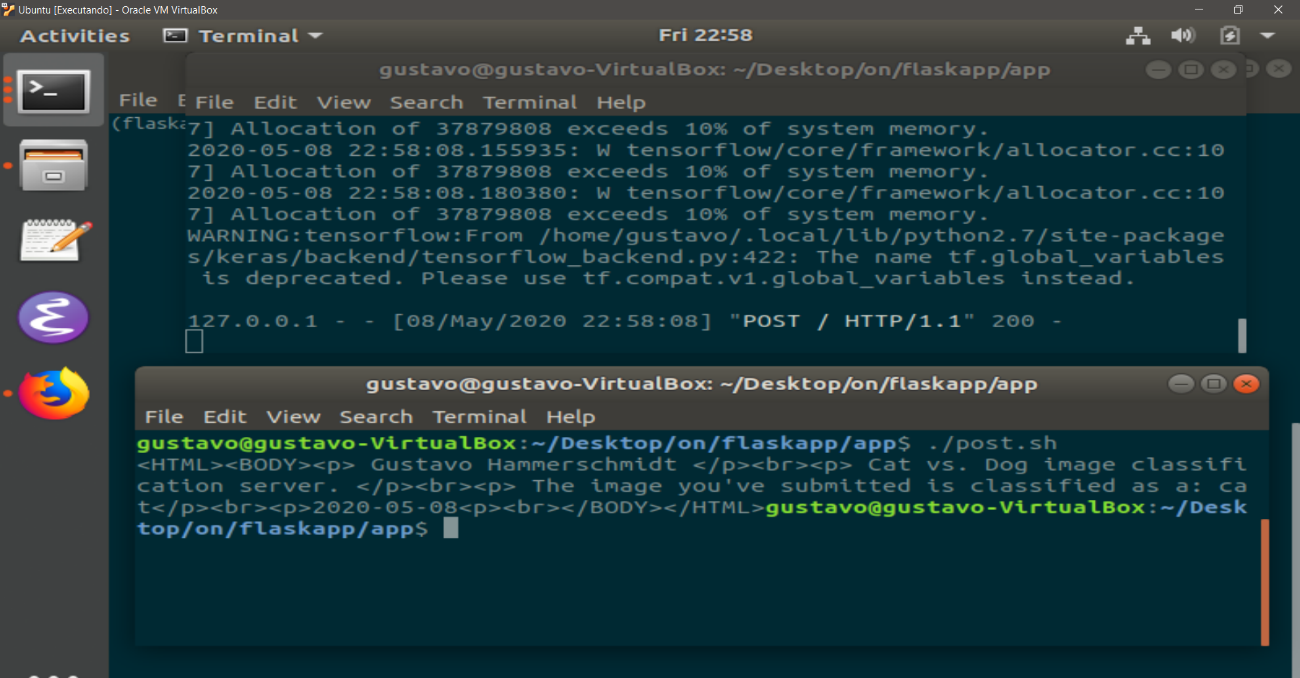 Ubuntu [Executando] - Oracle VM VirtualBox
Activities Terminal Fri 22:58
gustavo@gustavo-VirtualBox: ~/Desktop/on/flaskapp/app
File E
File Edit View Search Terminal Help
(flaska
7] Allocation of 37879808 exceeds 10% of system memory.
2020-05-08 22:58:08.155935: W tensorflow/core/framework/allocator.cc:10
7] Allocation of 37879808 exceeds 10% of system memory.
2020-05-08 22:58:08.180380: W tensorflow/core/framework/allocator.cc:10
7] Allocation of 37879808 exceeds 10% of system memory.
WARNING:tensorflow:From /home/gustavo/.local/lib/python2.7/site-package
s/keras/backend/tensorflow_backend.py:422: The name tf.global_variables
is deprecated. Please use tf.compat.v1.global_variables instead.
127.0.0.1 - - [08/May/2020 22:58:08] "POST / HTTP/1.1" 200 -
gustavo@gustavo-VirtualBox: ~/Desktop/on/flaskapp/app
File Edit View Search Terminal Help
gustavo@gustavo-VirtualBox:~/Desktop/on/flaskapp/app$ ./post.sh
<HTML><BODY><p> Gustavo Hammerschmidt </p><br><p> Cat vs. Dog image classifi
cation server. </p><br><p> The image you've submitted is classified as a: ca
t</p><br><p>2020-05-08<p><br></BODY></HTML>gustavo@gustavo-VirtualBox:~/Desk
top/on/flaskapp/app$